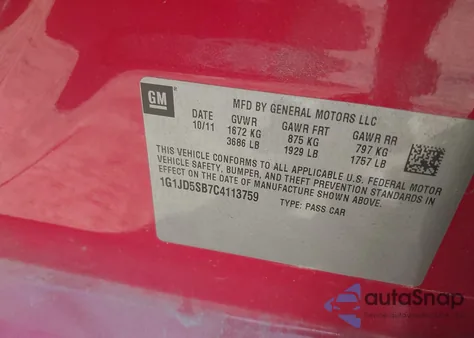 GM
MFD BY GENERAL MOTORS LLC
DATE GVWR GAWR FRT GAWR RR
10/11 1672 KG 875 KG 797 KG
3686 LB 1929 LB 1757 LB
THIS VEHICLE CONFORMS TO ALL APPLICABLE U.S. FEDERAL MOTOR
VEHICLE SAFETY, BUMPER, AND THEFT PREVENTION STANDARDS IN
EFFECT ON THE DATE OF MANUFACTURE SHOWN ABOVE.
1G1JD5SB7C4113759 TYPE: PASS CAR
autoSnap